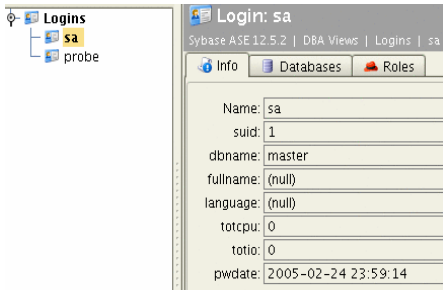 Logins
sa
probe
Login: sa
Sybase ASE 12.5.2 | DBA Views | Logins | sa
Info Databases Roles
Name: sa
suid: 1
dbname: master
fullname: (null)
language: (null)
totcpu: 0
totio: 0
pwdate: 2005-02-24 23:59:14